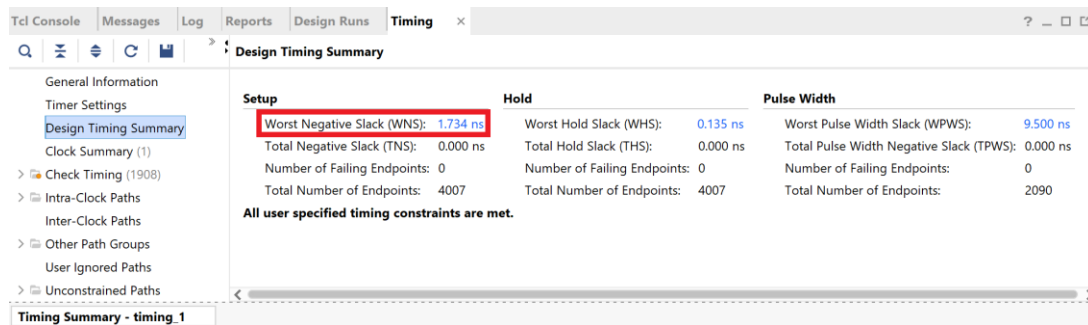 Tcl Console Messages Log Reports Design Runs Timing ×
? _
» Design Timing Summary
General Information
Timer Settings
Design Timing Summary
Clock Summary (1)
> Check Timing (1908)
> Intra-Clock Paths
Inter-Clock Paths
> Other Path Groups
User Ignored Paths
> Unconstrained Paths
Setup Hold Pulse Width
Worst Negative Slack (WNS): 1.734 ns Worst Hold Slack (WHS): 0.135 ns Worst Pulse Width Slack (WPWS): 9.500 ns
Total Negative Slack (TNS): 0.000 ns Total Hold Slack (THS): 0.000 ns Total Pulse Width Negative Slack (TPWS): 0.000 ns
Number of Failing Endpoints: 0 Number of Failing Endpoints: 0 Number of Failing Endpoints: 0
Total Number of Endpoints: 4007 Total Number of Endpoints: 4007 Total Number of Endpoints: 2090
All user specified timing constraints are met.
Timing Summary - timing_1